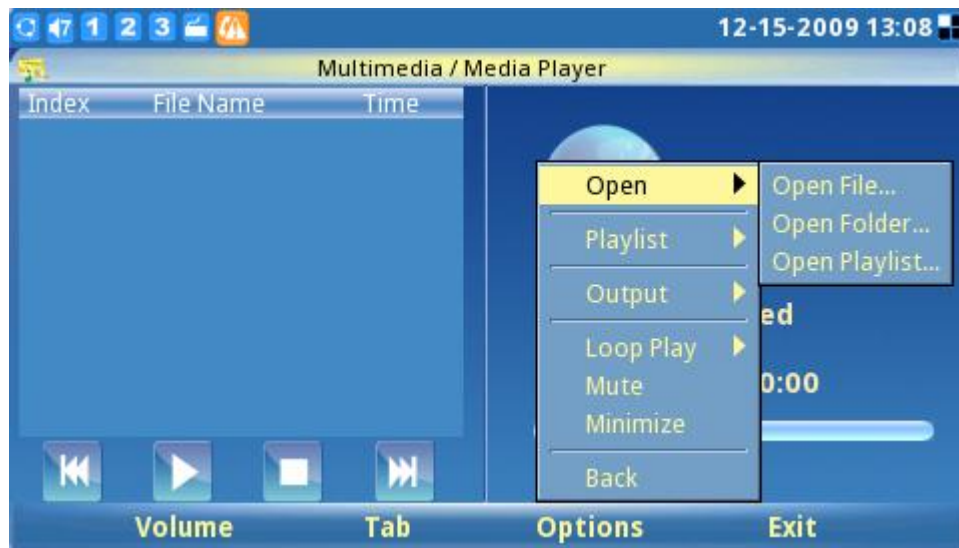 7 1 2 3 12-15-2009 13:08
Multimedia / Media Player
Index File Name Time
Open Open File...
Open Folder...
Playlist
Open Playlist...
Output
ed
Loop Play
Mute 0:00
Minimize
Back
Volume Tab Options Exit